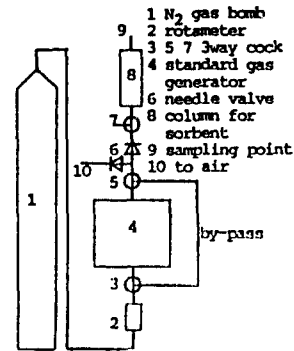 1 N2 gas bomb
2 rotameter
3 5 7 3way cock
4 standard gas
generator
6 needle valve
8 column for
sorbent
9 sampling point
10 to air
9
8
7
6
10
5
1
4
by-pass
3
2